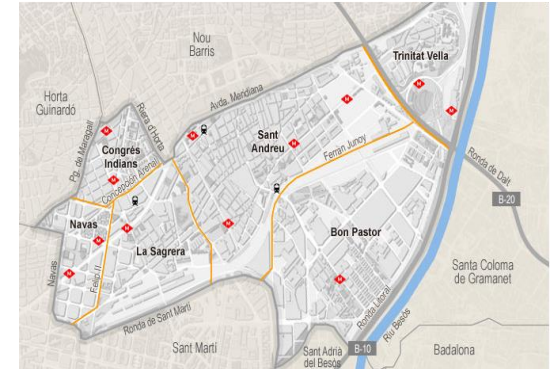 Nou
Barris
Trinitat Vella
Horta
Guinardó
Avda. Meridiana
Riera d'Horta
Pg. de Maragall
Sant
Andreu
Congrés
Indians
Ferrán Junoy
Ronda de Dalt
Concepción Arenal
B-20
Navas
Bon Pastor
La Sagrera
Navas
Felip II
Santa Coloma
de Gramanet
Ronda Litoral
Ronda de Sant Martí
Riu Besòs
Sant Martí
Sant Adrià
del Besòs
B-10
Badalona
M
M
M
M
M
M
M
M
M
M
M
M